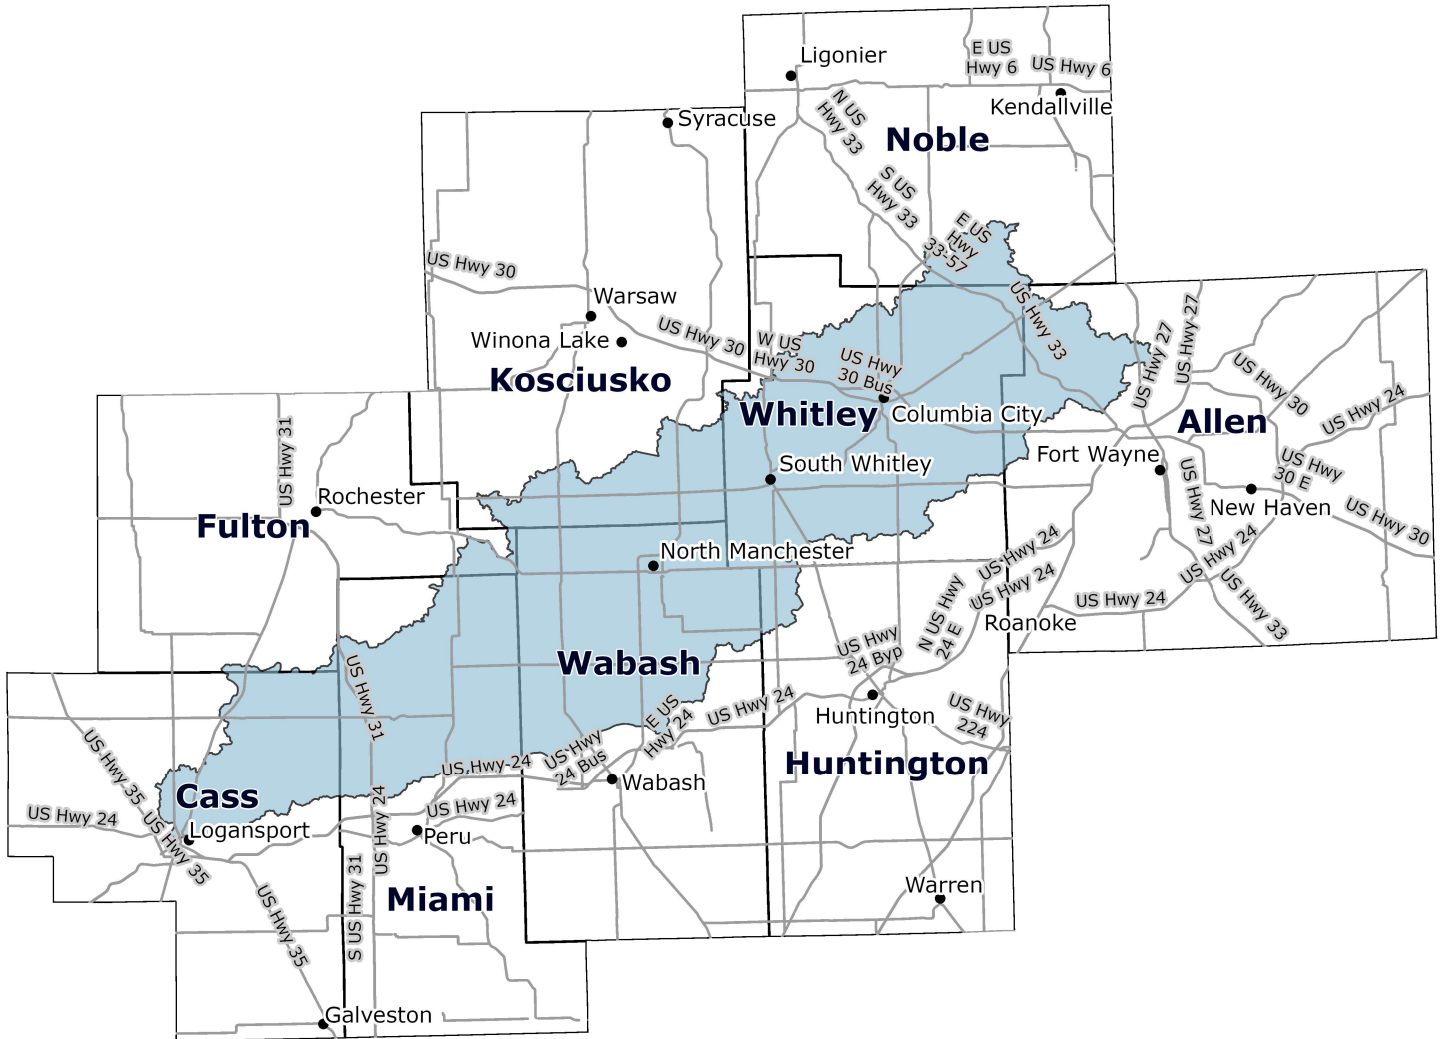 Ligonier
E US
Hwy 6
US Hwy 6
Kendallville
N US
Hwy 33
Noble
Syracuse
S US
Hwy 33
E US
Hwy
33-57
US Hwy 30
Warsaw
Winona Lake
US Hwy 30
W US
Hwy 30
US Hwy
30 Bus
US Hwy 33
US Hwy 27
US Hwy 27
US Hwy 30
US Hwy 24
Kosciusko
Whitley
Columbia City
Allen
US Hwy 31
South Whitley
Fort Wayne
US Hwy
30 E
Rochester
US Hwy 27
New Haven
US Hwy 30
Fulton
North Manchester
US Hwy 24
US Hwy 24
US Hwy 24
N US Hwy
24 E
US Hwy 24
US Hwy 33
Roanoke
US Hwy
24 Byp
Wabash
US Hwy 31
E US
Hwy 24
US Hwy 24
Huntington
US Hwy
224
US Hwy 35
US Hwy 24
US Hwy
24 Bus
Wabash
Huntington
Cass
US Hwy 24
US Hwy 24
US Hwy 24
Logansport
US Hwy 35
Peru
S US Hwy 31
Miami
Warren
US Hwy 35
Galveston